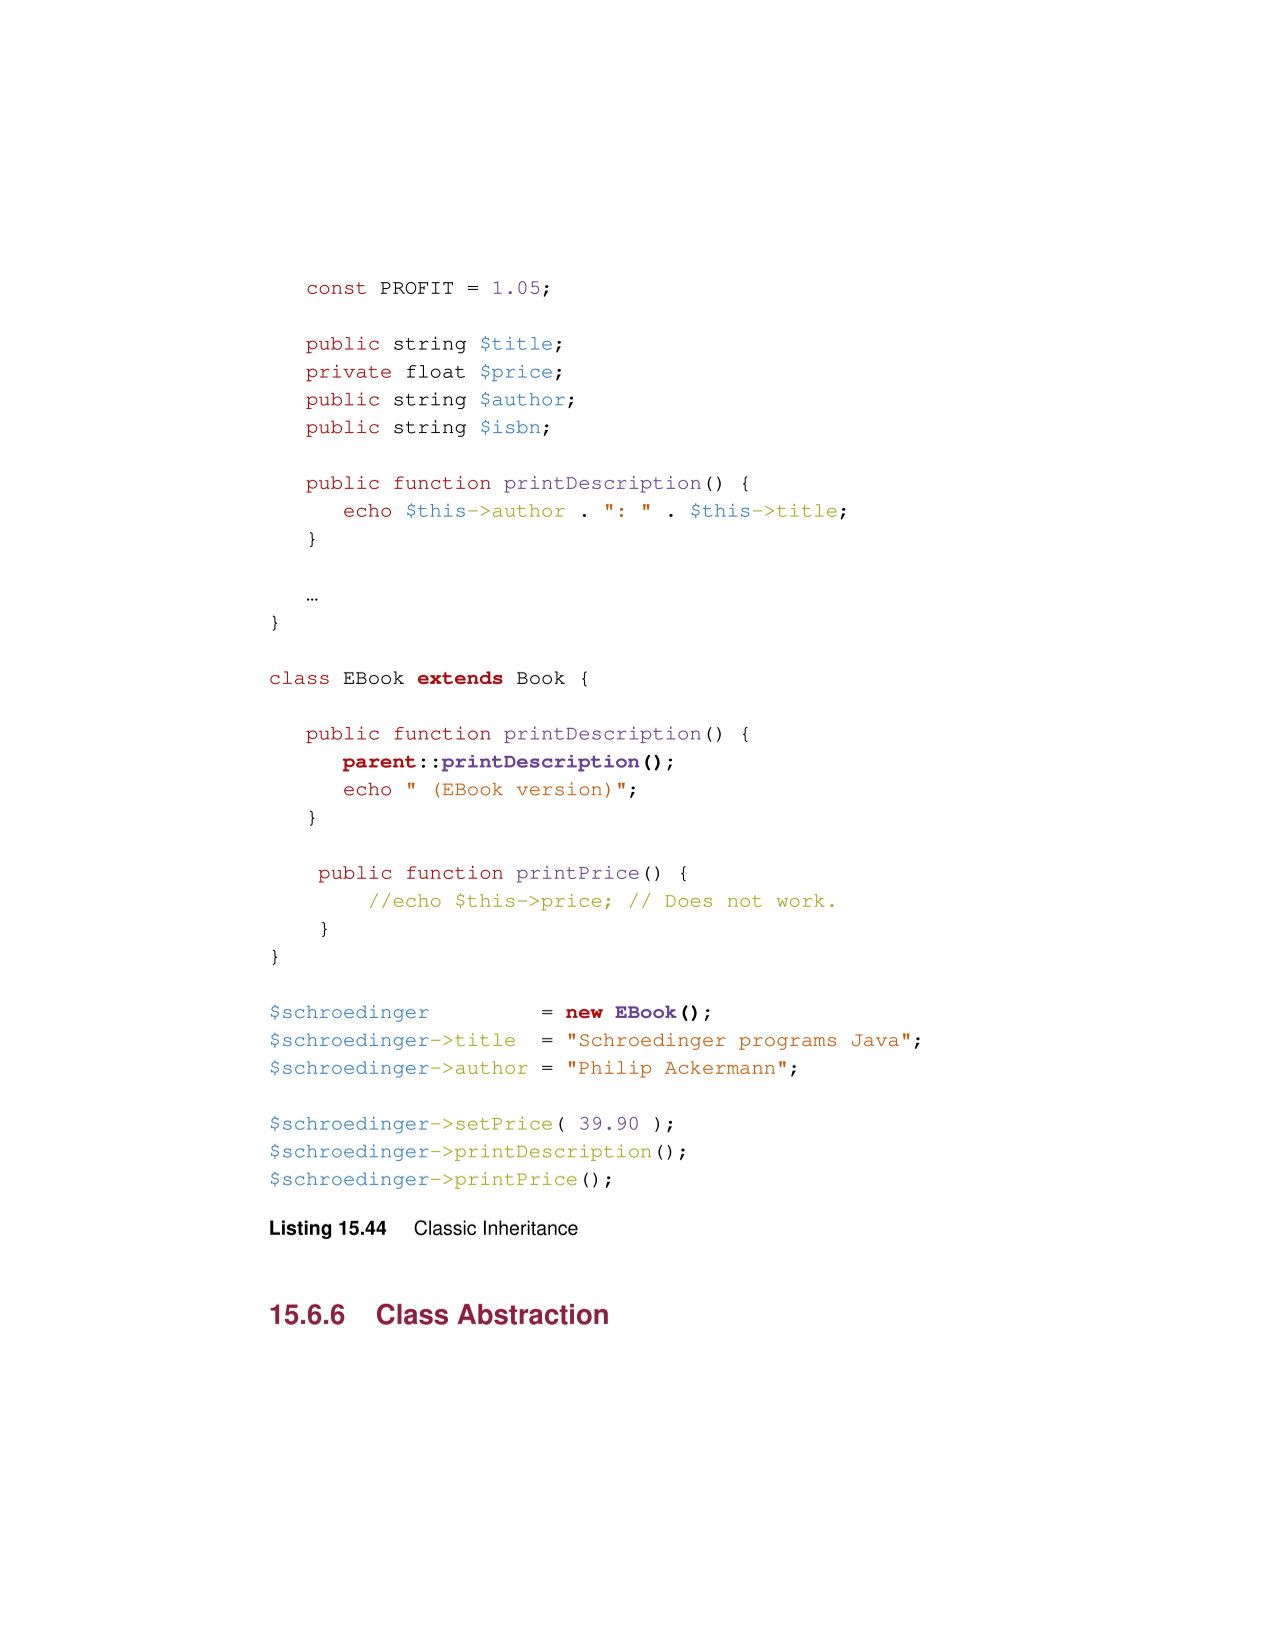 const PROFIT = 1.05;
public string $title;
private float $price;
public string $author;
public string $isbn;
public function printDescription() {
echo $this->author . ": " . $this->title;
}
…
}
class EBook extends Book {
public function printDescription() {
parent::printDescription();
echo " (EBook version)";
}
public function printPrice() {
//echo $this->price; // Does not work.
}
}
$schroedinger = new EBook();
$schroedinger->title = "Schroedinger programs Java";
$schroedinger->author = "Philip Ackermann";
$schroedinger->setPrice( 39.90 );
$schroedinger->printDescription();
$schroedinger->printPrice();
Listing 15.44 Classic Inheritance
15.6.6 Class Abstraction